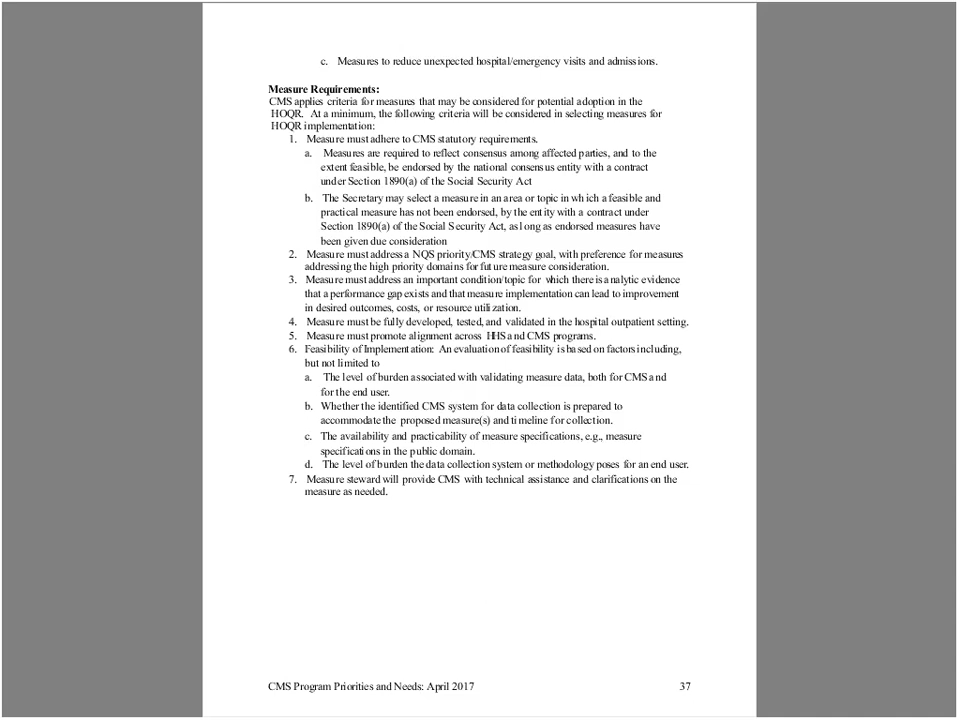 c. Measures to reduce unexpected hospital/emergency visits and admissions.
Measure Requirements:
CMS applies criteria for measures that may be considered for potential adoption in the
HOQR. At a minimum, the following criteria will be considered in selecting measures for
HOQR implementation:
1. Measure must adhere to CMS statutory requirements.
a. Measures are required to reflect consensus among affected parties, and to the
extent feasible, be endorsed by the national consensus entity with a contract
under Section 1890(a) of the Social Security Act
b. The Secretary may select a measure in an area or topic in which a feasible and
practical measure has not been endorsed, by the entity with a contract under
Section 1890(a) of the Social Security Act, as long as endorsed measures have
been given due consideration
2. Measure must address a NQS priority/CMS strategy goal, with preference for measures
addressing the high priority domains for future measure consideration.
3. Measure must address an important condition/topic for which there is analytic evidence
that a performance gap exists and that measure implementation can lead to improvement
in desired outcomes, costs, or resource utilization.
4. Measure must be fully developed, tested, and validated in the hospital outpatient setting.
5. Measure must promote alignment across HHS and CMS programs.
6. Feasibility of Implementation: An evaluation of feasibility is based on factors including,
but not limited to
a. The level of burden associated with validating measure data, both for CMS and
for the end user.
b. Whether the identified CMS system for data collection is prepared to
accommodate the proposed measure(s) and timeline for collection.
c. The availability and practicability of measure specifications, e.g., measure
specifications in the public domain.
d. The level of burden the data collection system or methodology poses for an end user.
7. Measure steward will provide CMS with technical assistance and clarifications on the
measure as needed.
CMS Program Priorities and Needs: April 2017 37